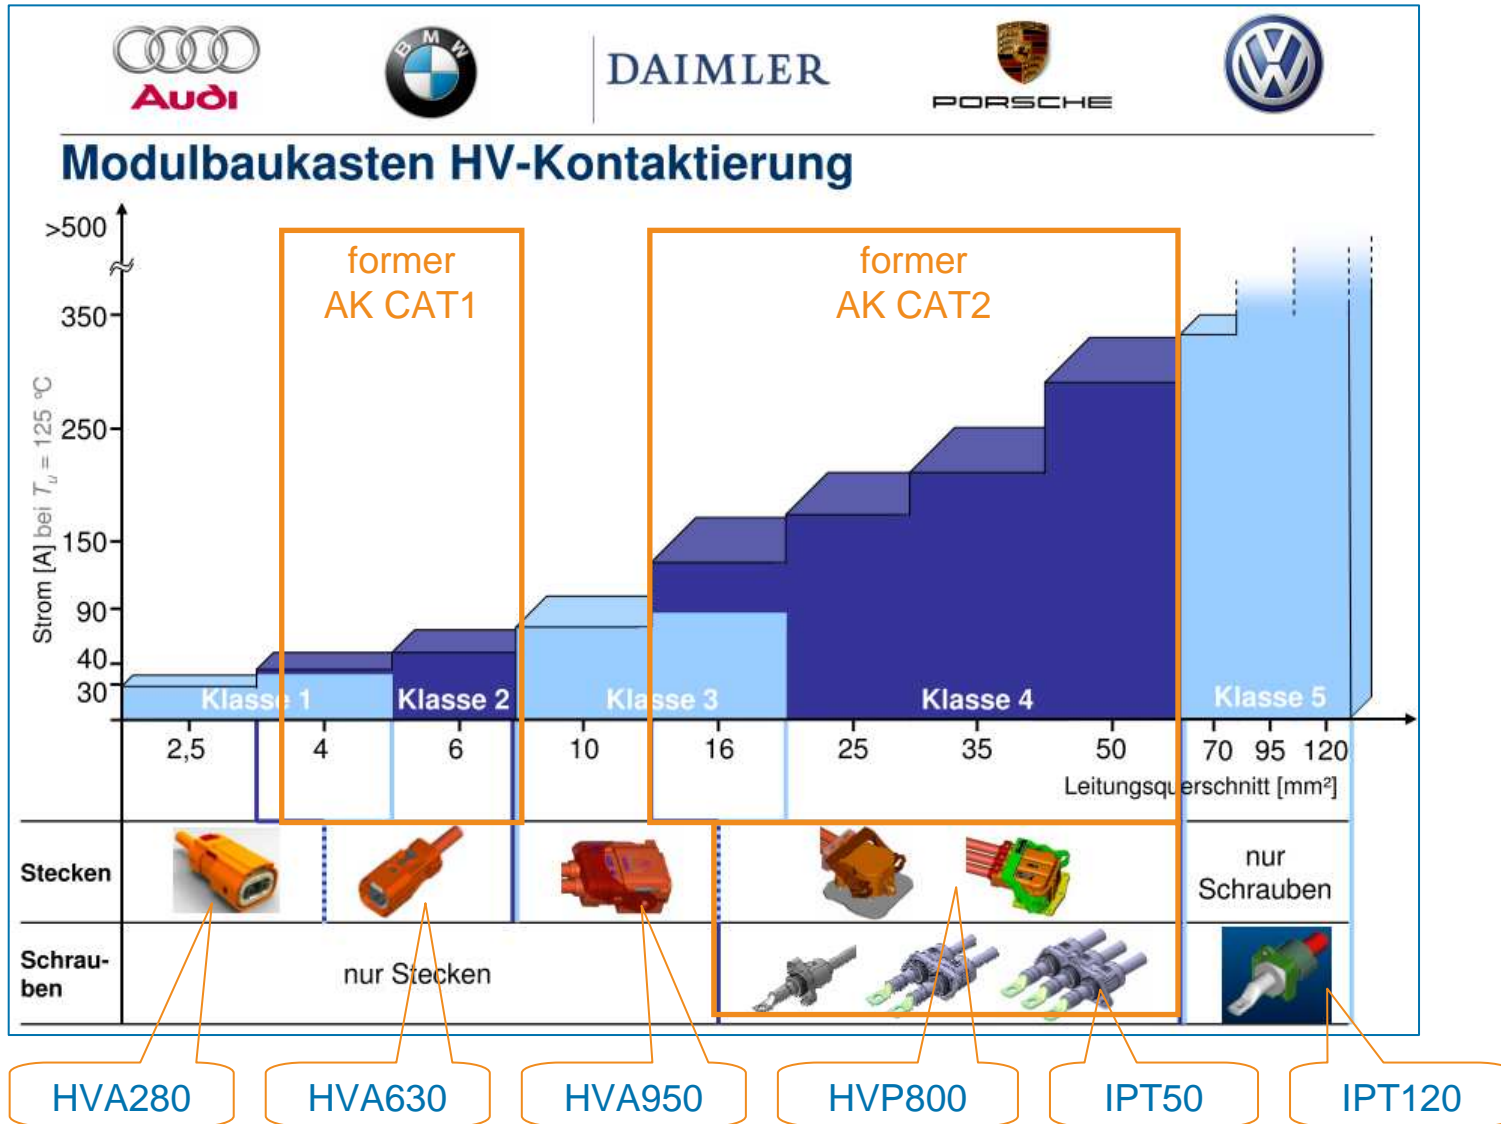 Audi
BMW
DAIMLER
PORSCHE
VW
Modulbaukasten HV-Kontaktierung
>500
350
250
150
90
40
30
Strom [A] bei Tu = 125 °C
former
AK CAT1
former
AK CAT2
Klasse 1
Klasse 2
Klasse 3
Klasse 4
Klasse 5
2,5
4
6
10
16
25
35
50
70
95
120
Leitungsquerschnitt [mm²]
Stecken
nur
Schrauben
Schrau-
ben
nur Stecken
HVA280
HVA630
HVA950
HVP800
IPT50
IPT120